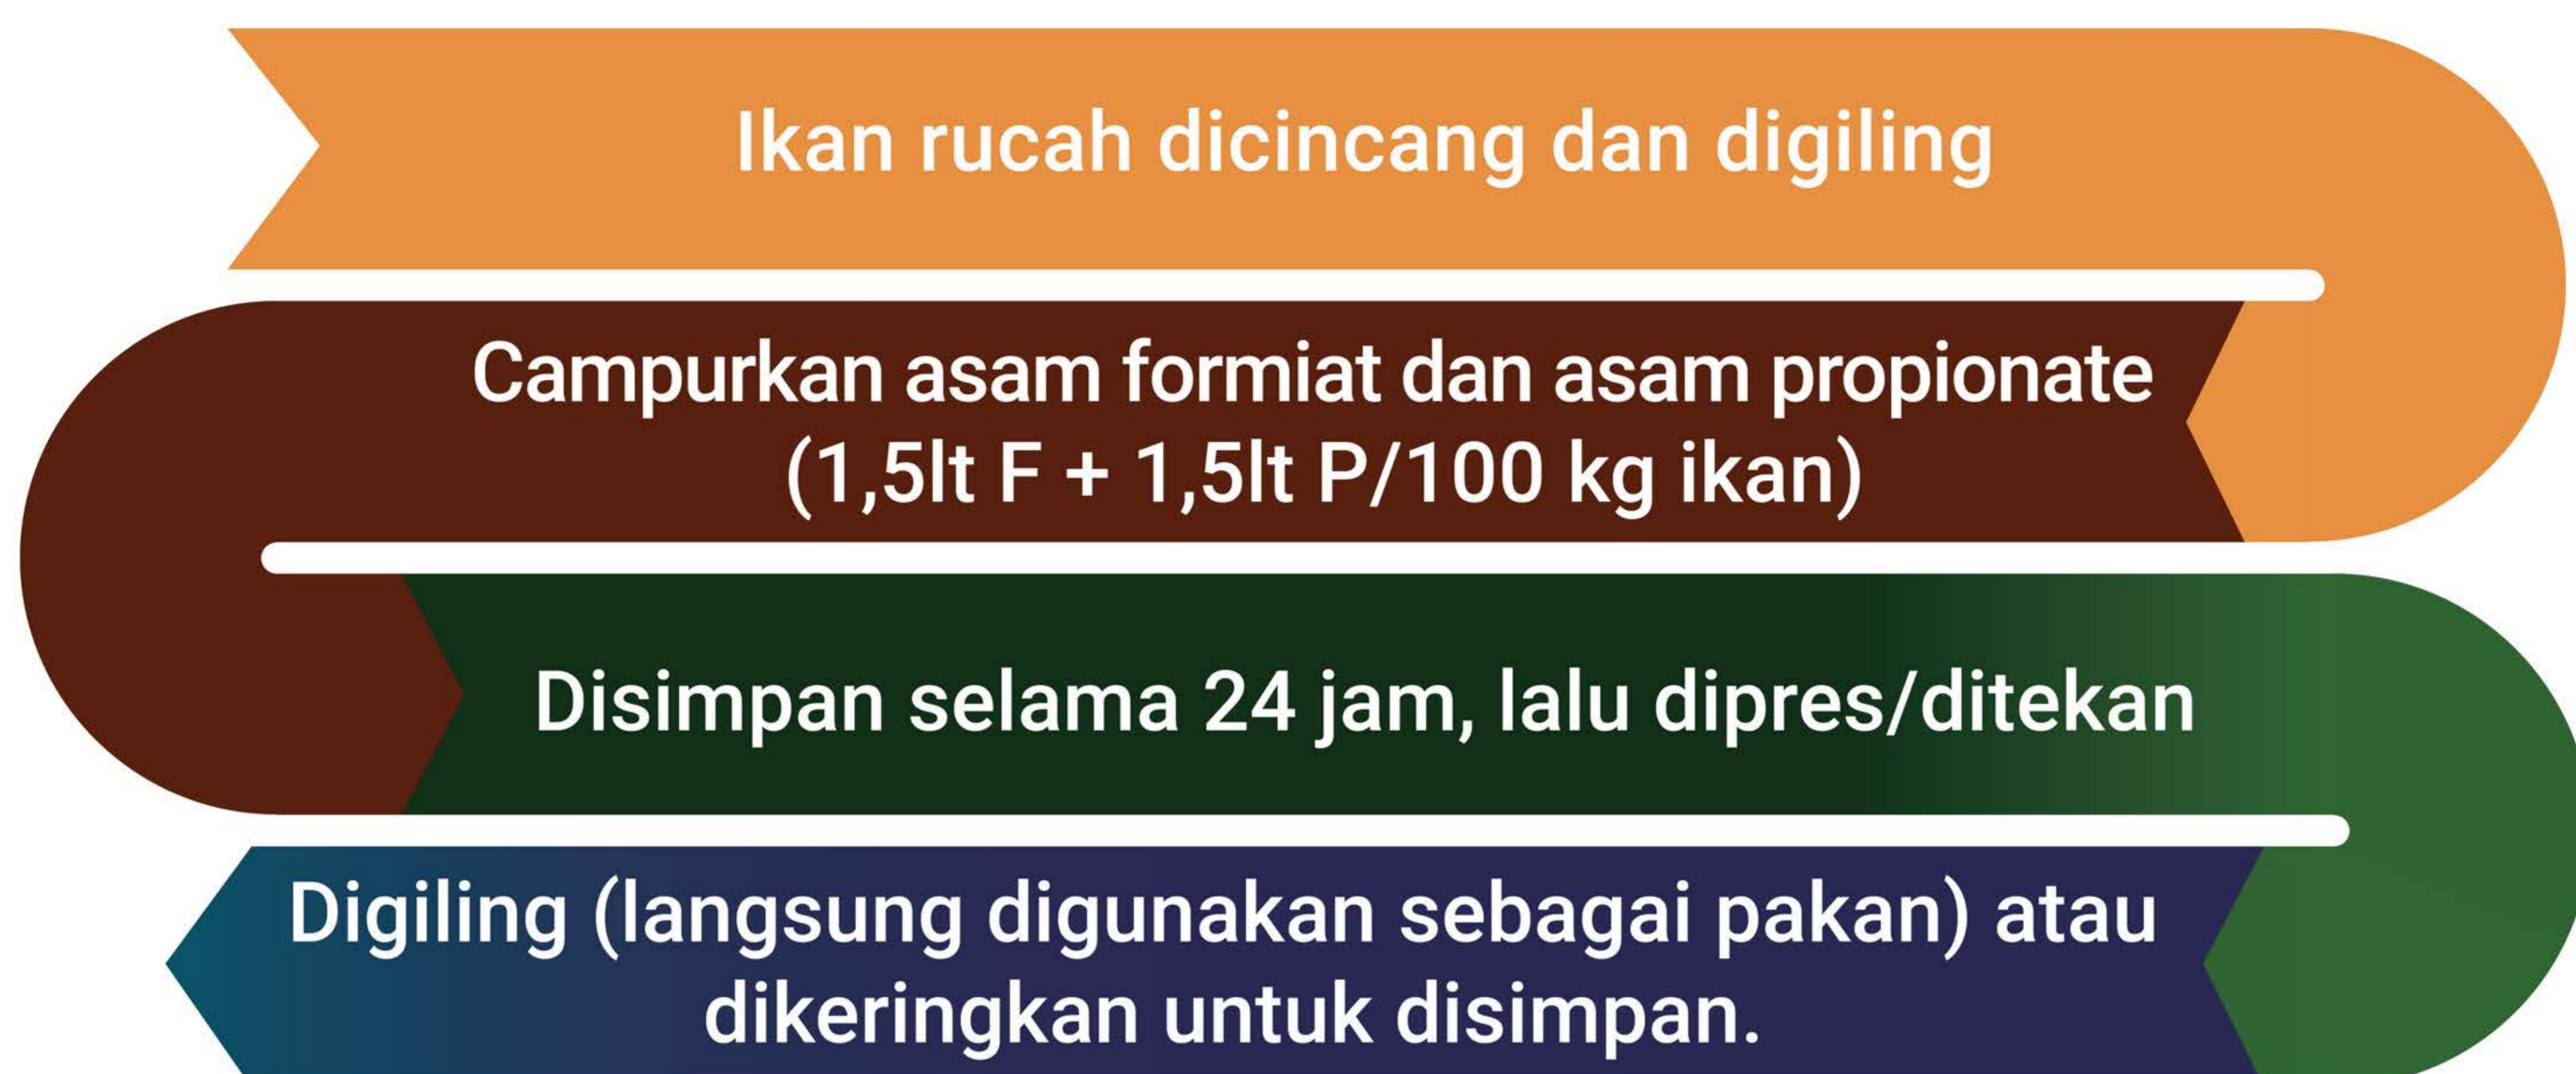 Ikan rucah dicincang dan digiling
Campurkan asam formiat dan asam propionate
(1,5lt F + 1,5lt P/100 kg ikan)
Disimpan selama 24 jam, lalu dipres/ditekan
Digiling (langsung digunakan sebagai pakan) atau
dikeringkan untuk disimpan.